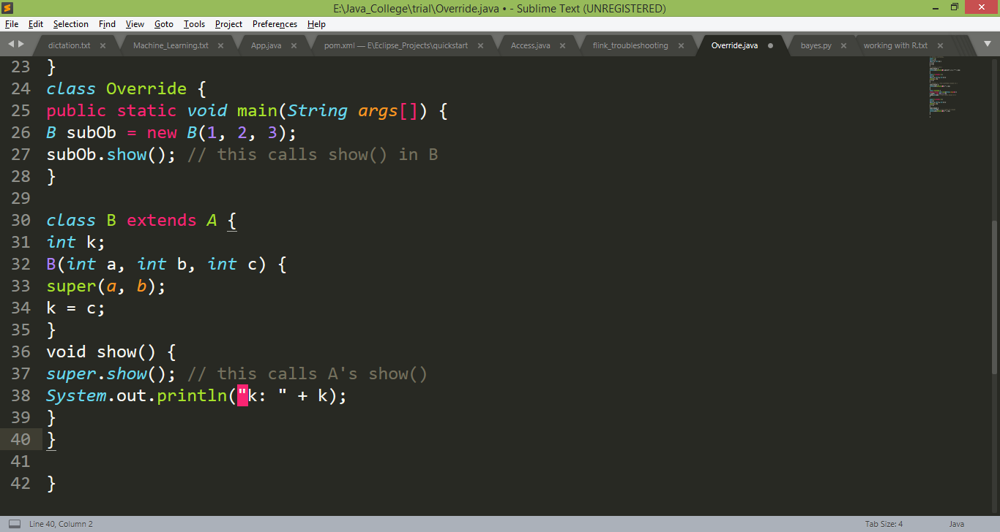 E:\Java_College\trial\Override.java • - Sublime Text (UNREGISTERED)
File Edit Selection Find View Goto Tools Project Preferences Help
dictation.txt Machine_Learning.txt App.java pom.xml — E\Eclipse_Projects\quickstart Access.java flink_troubleshooting Override.java bayes.py working with R.txt
23 }
24 class Override {
25 public static void main(String args[]) {
26 B subOb = new B(1, 2, 3);
27 subOb.show(); // this calls show() in B
28 }
29
30 class B extends A {
31 int k;
32 B(int a, int b, int c) {
33 super(a, b);
34 k = c;
35 }
36 void show() {
37 super.show(); // this calls A's show()
38 System.out.println("k: " + k);
39 }
40 }
41
42 }
Line 40, Column 2 Tab Size: 4 Java